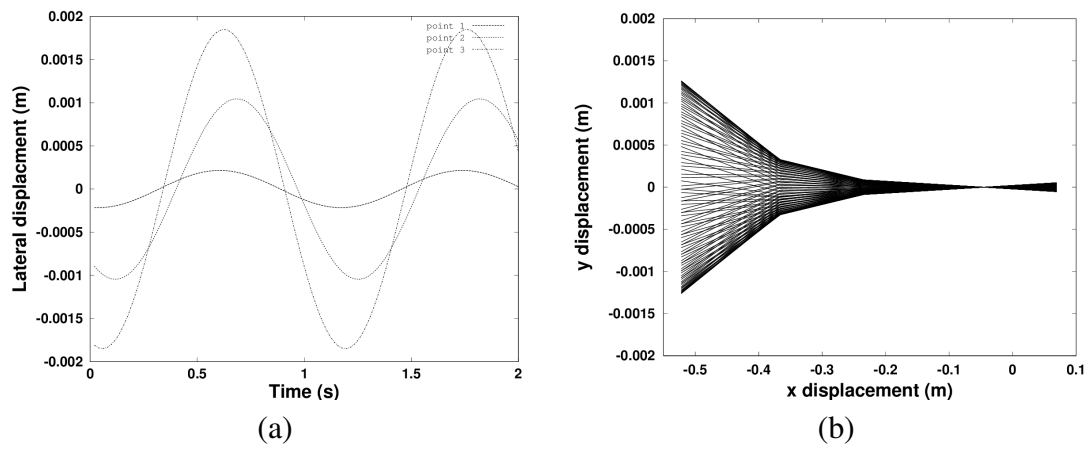 0.002
0.0015
0.001
0.0005
0
-0.0005
-0.001
-0.0015
-0.002
Lateral displacment (m)
point 1
point 2
point 3
0 0.5 1 1.5 2
Time (s)
(a)
0.002
0.0015
0.001
0.0005
0
-0.0005
-0.001
-0.0015
-0.002
y displacement (m)
-0.5 -0.4 -0.3 -0.2 -0.1 0 0.1
x displacement (m)
(b)